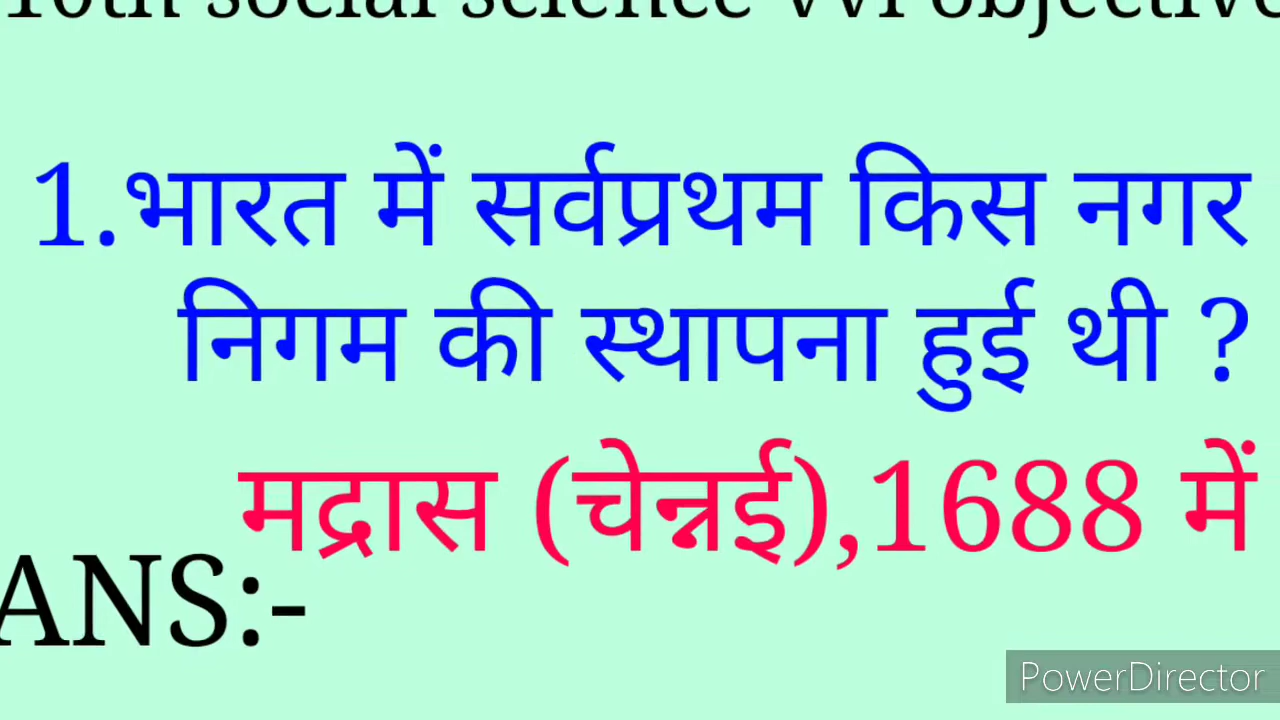 10th social science VVI objective
1.भारत में सर्वप्रथम किस नगर
निगम की स्थापना हुई थी ?
मद्रास (चेन्नई),1688 में
ANS:-
PowerDirector